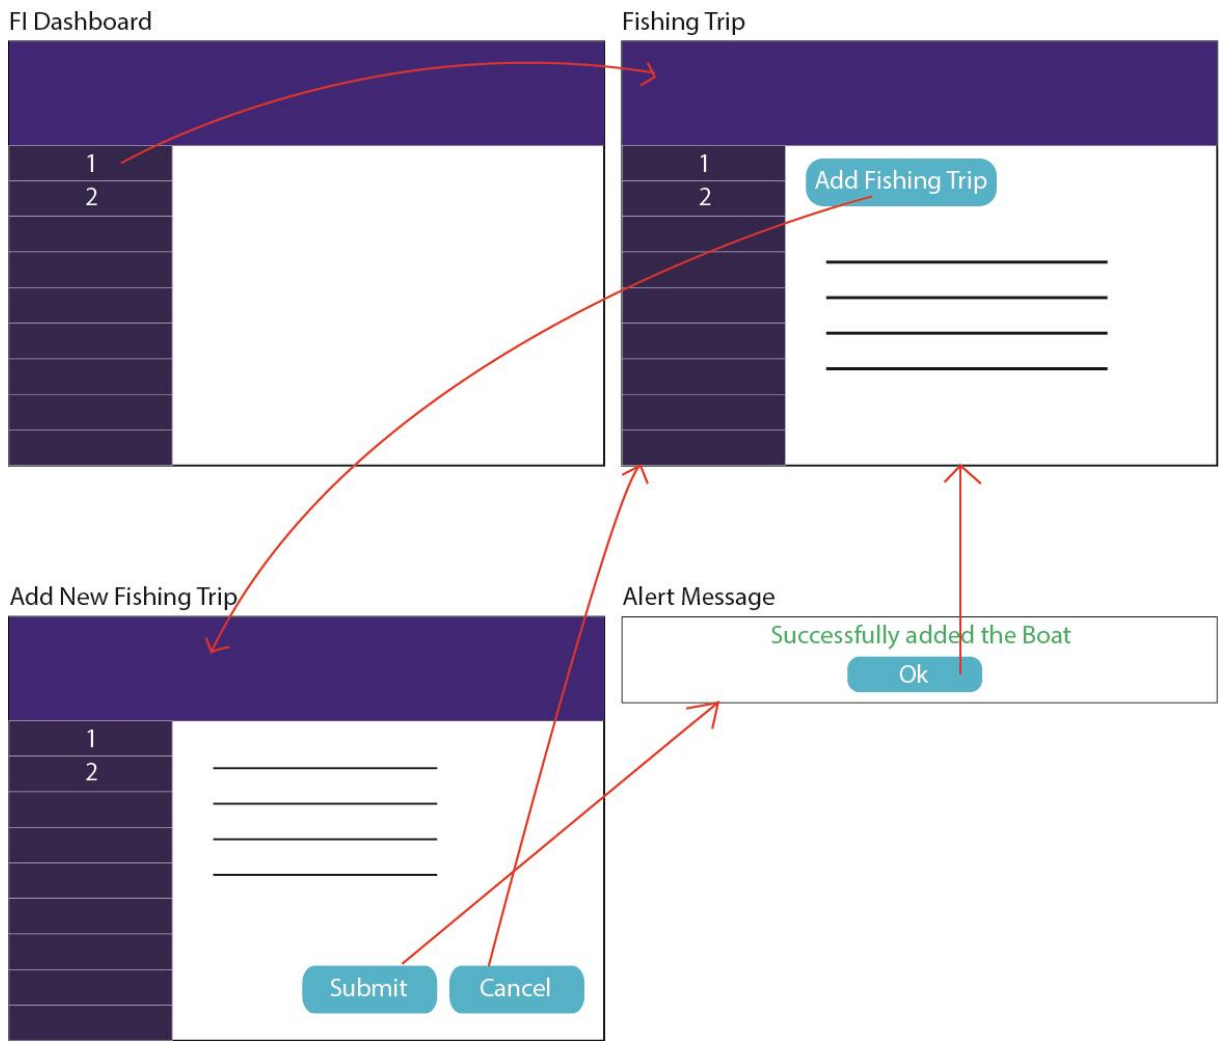 FI Dashboard
1
2
Fishing Trip
1
2
Add Fishing Trip
Add New Fishing Trip
1
2
Submit
Cancel
Alert Message
Successfully added the Boat
Ok